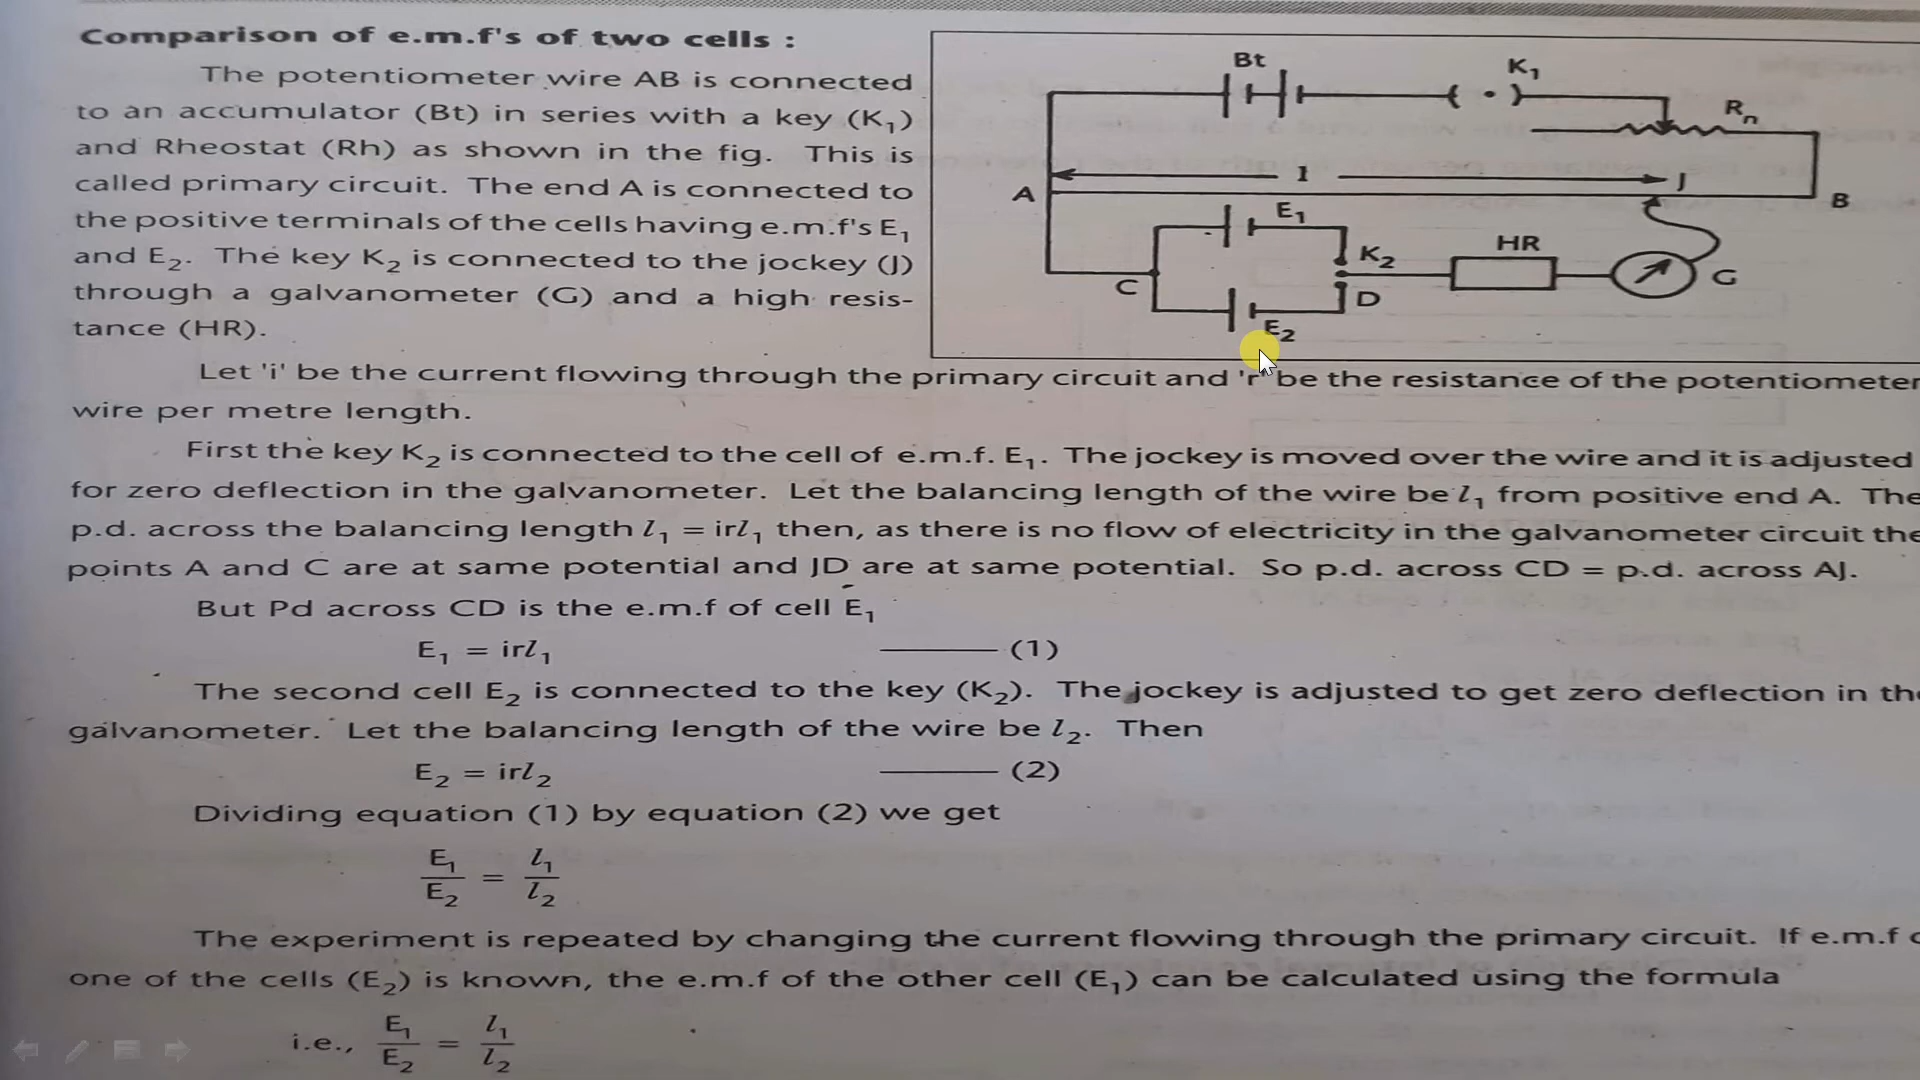 Comparison of e.m.f's of two cells :
The potentiometer wire AB is connected
to an accumulator (Bt) in series with a key (K₁)
and Rheostat (Rh) as shown in the fig. This is
called primary circuit. The end A is connected to
the positive terminals of the cells having e.m.f's E₁
and E₂. The key K₂ is connected to the jockey (J)
through a galvanometer (G) and a high resis-
tance (HR).
Bt
K₁
Rₙ
l
J
A
B
E₁
K₂
HR
G
C
D
E₂
Let 'i' be the current flowing through the primary circuit and 'r' be the resistance of the potentiometer
wire per metre length.
First the key K₂ is connected to the cell of e.m.f. E₁. The jockey is moved over the wire and it is adjusted
for zero deflection in the galvanometer. Let the balancing length of the wire be l₁ from positive end A. The
p.d. across the balancing length l₁ = irl₁ then, as there is no flow of electricity in the galvanometer circuit the
points A and C are at same potential and JD are at same potential. So p.d. across CD = p.d. across AJ.
But Pd across CD is the e.m.f of cell E₁
E₁ = irl₁ ——— (1)
The second cell E₂ is connected to the key (K₂). The jockey is adjusted to get zero deflection in the
galvanometer. Let the balancing length of the wire be l₂. Then
E₂ = irl₂ ——— (2)
Dividing equation (1) by equation (2) we get
E₁/E₂ = l₁/l₂
The experiment is repeated by changing the current flowing through the primary circuit. If e.m.f
one of the cells (E₂) is known, the e.m.f of the other cell (E₁) can be calculated using the formula
i.e., E₁/E₂ = l₁/l₂